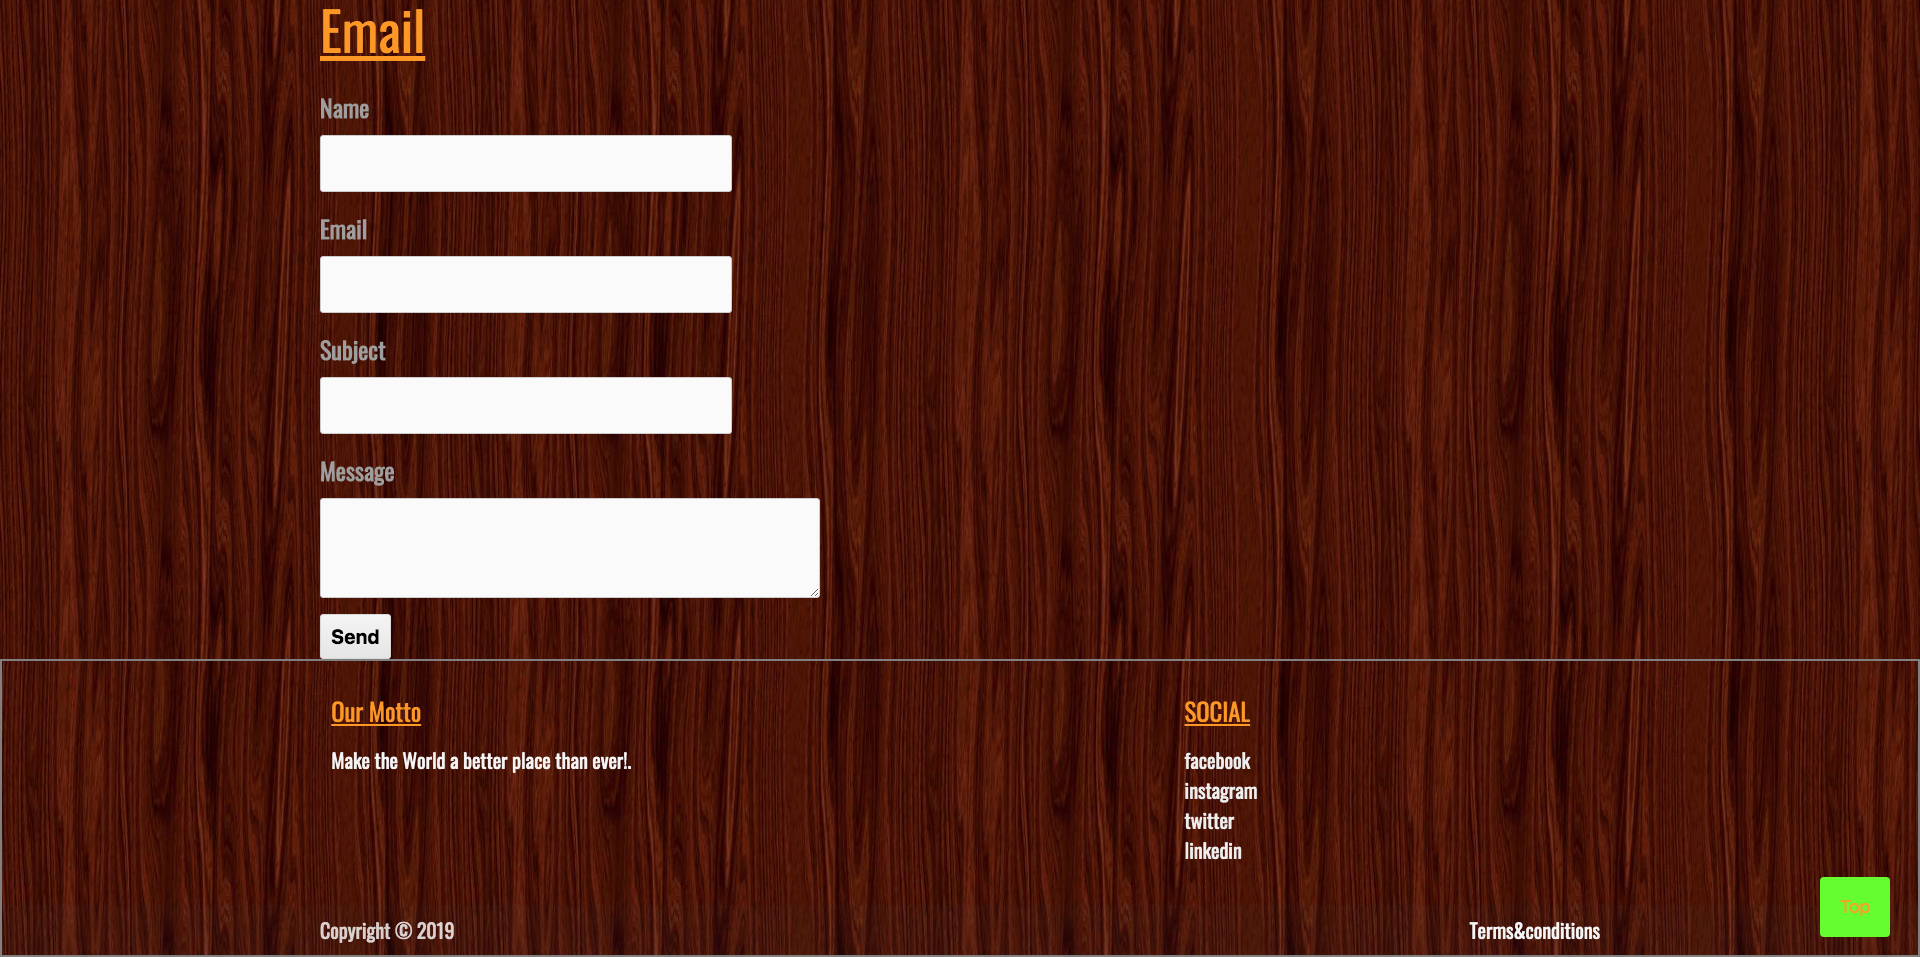 Email
Name
Email
Subject
Message
Send
Our Motto
Make the World a better place than ever!.
SOCIAL
facebook
instagram
twitter
linkedin
Top
Copyright © 2019
Terms&conditions